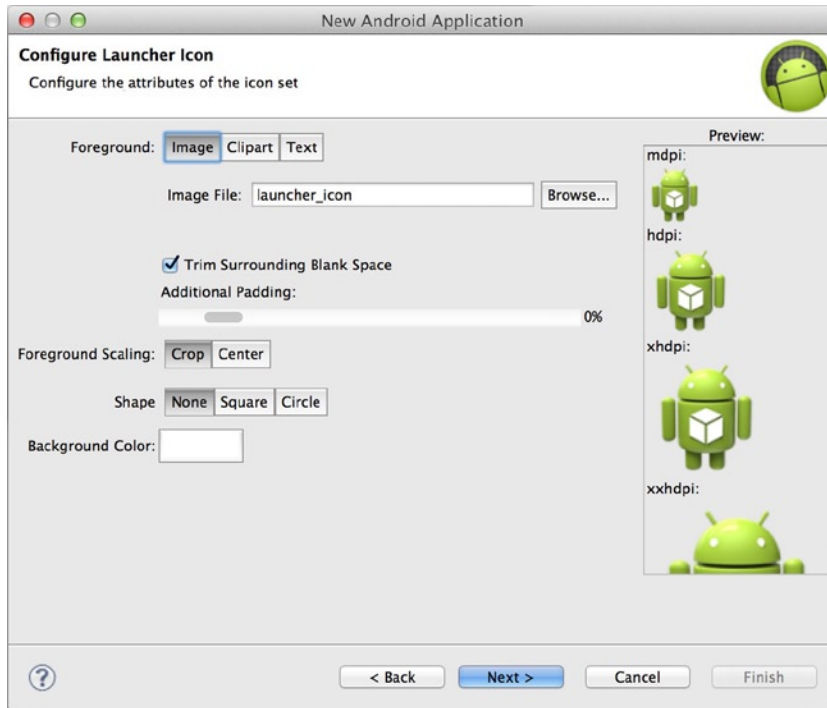 New Android Application
Configure Launcher Icon
Configure the attributes of the icon set
Foreground: Image Clipart Text
Image File: launcher_icon Browse...
Trim Surrounding Blank Space
Additional Padding:
0%
Foreground Scaling: Crop Center
Shape None Square Circle
Background Color:
Preview:
mdpi:
hdpi:
xhdpi:
xxhdpi:
? < Back Next > Cancel Finish